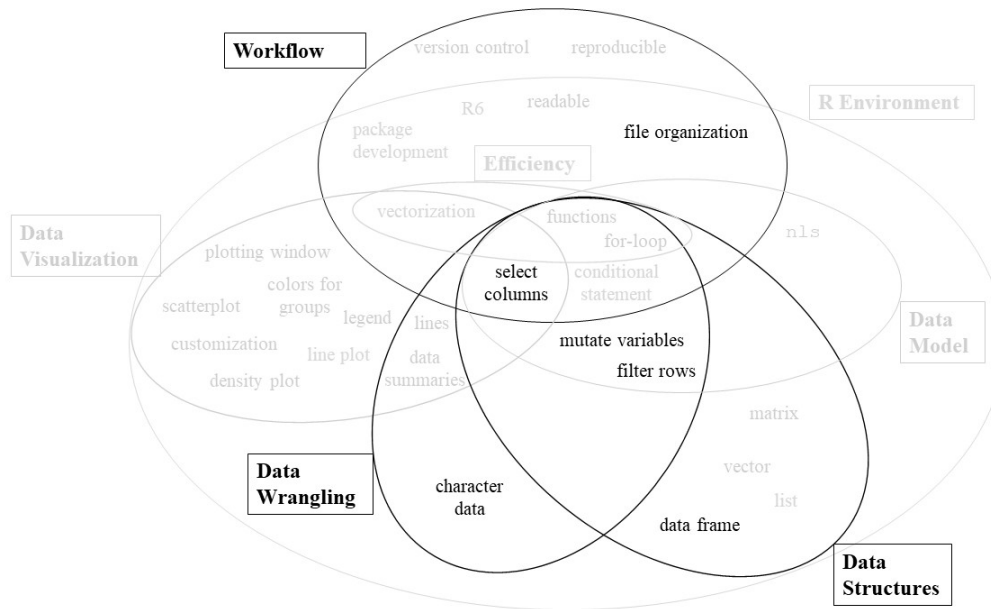 Workflow
version control
reproducible
R6
readable
R Environment
package
development
file organization
Efficiency
vectorization
functions
for-loop
nls
Data
Visualization
plotting window
select
columns
conditional
statement
colors for
groups
scatterplot
legend
lines
customization
line plot
data
summaries
density plot
mutate variables
filter rows
Data
Model
matrix
vector
list
Data
Wrangling
character
data
data frame
Data
Structures